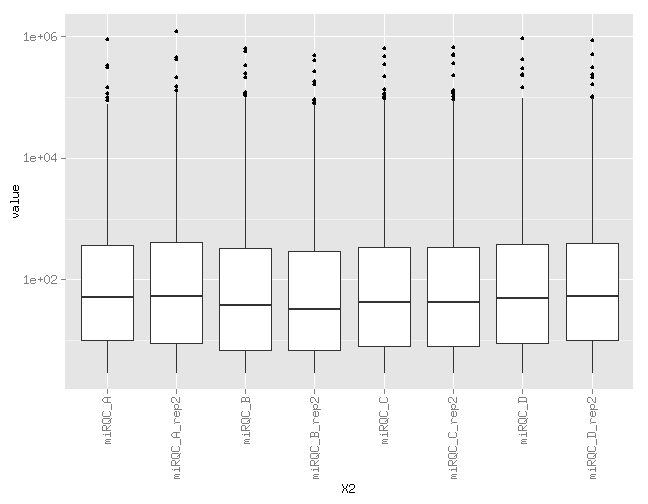 1e+06
1e+04
1e+02
value
miRQC_A
miRQC_A_rep2
miRQC_B
miRQC_B_rep2
miRQC_C
miRQC_C_rep2
miRQC_D
miRQC_D_rep2
X2